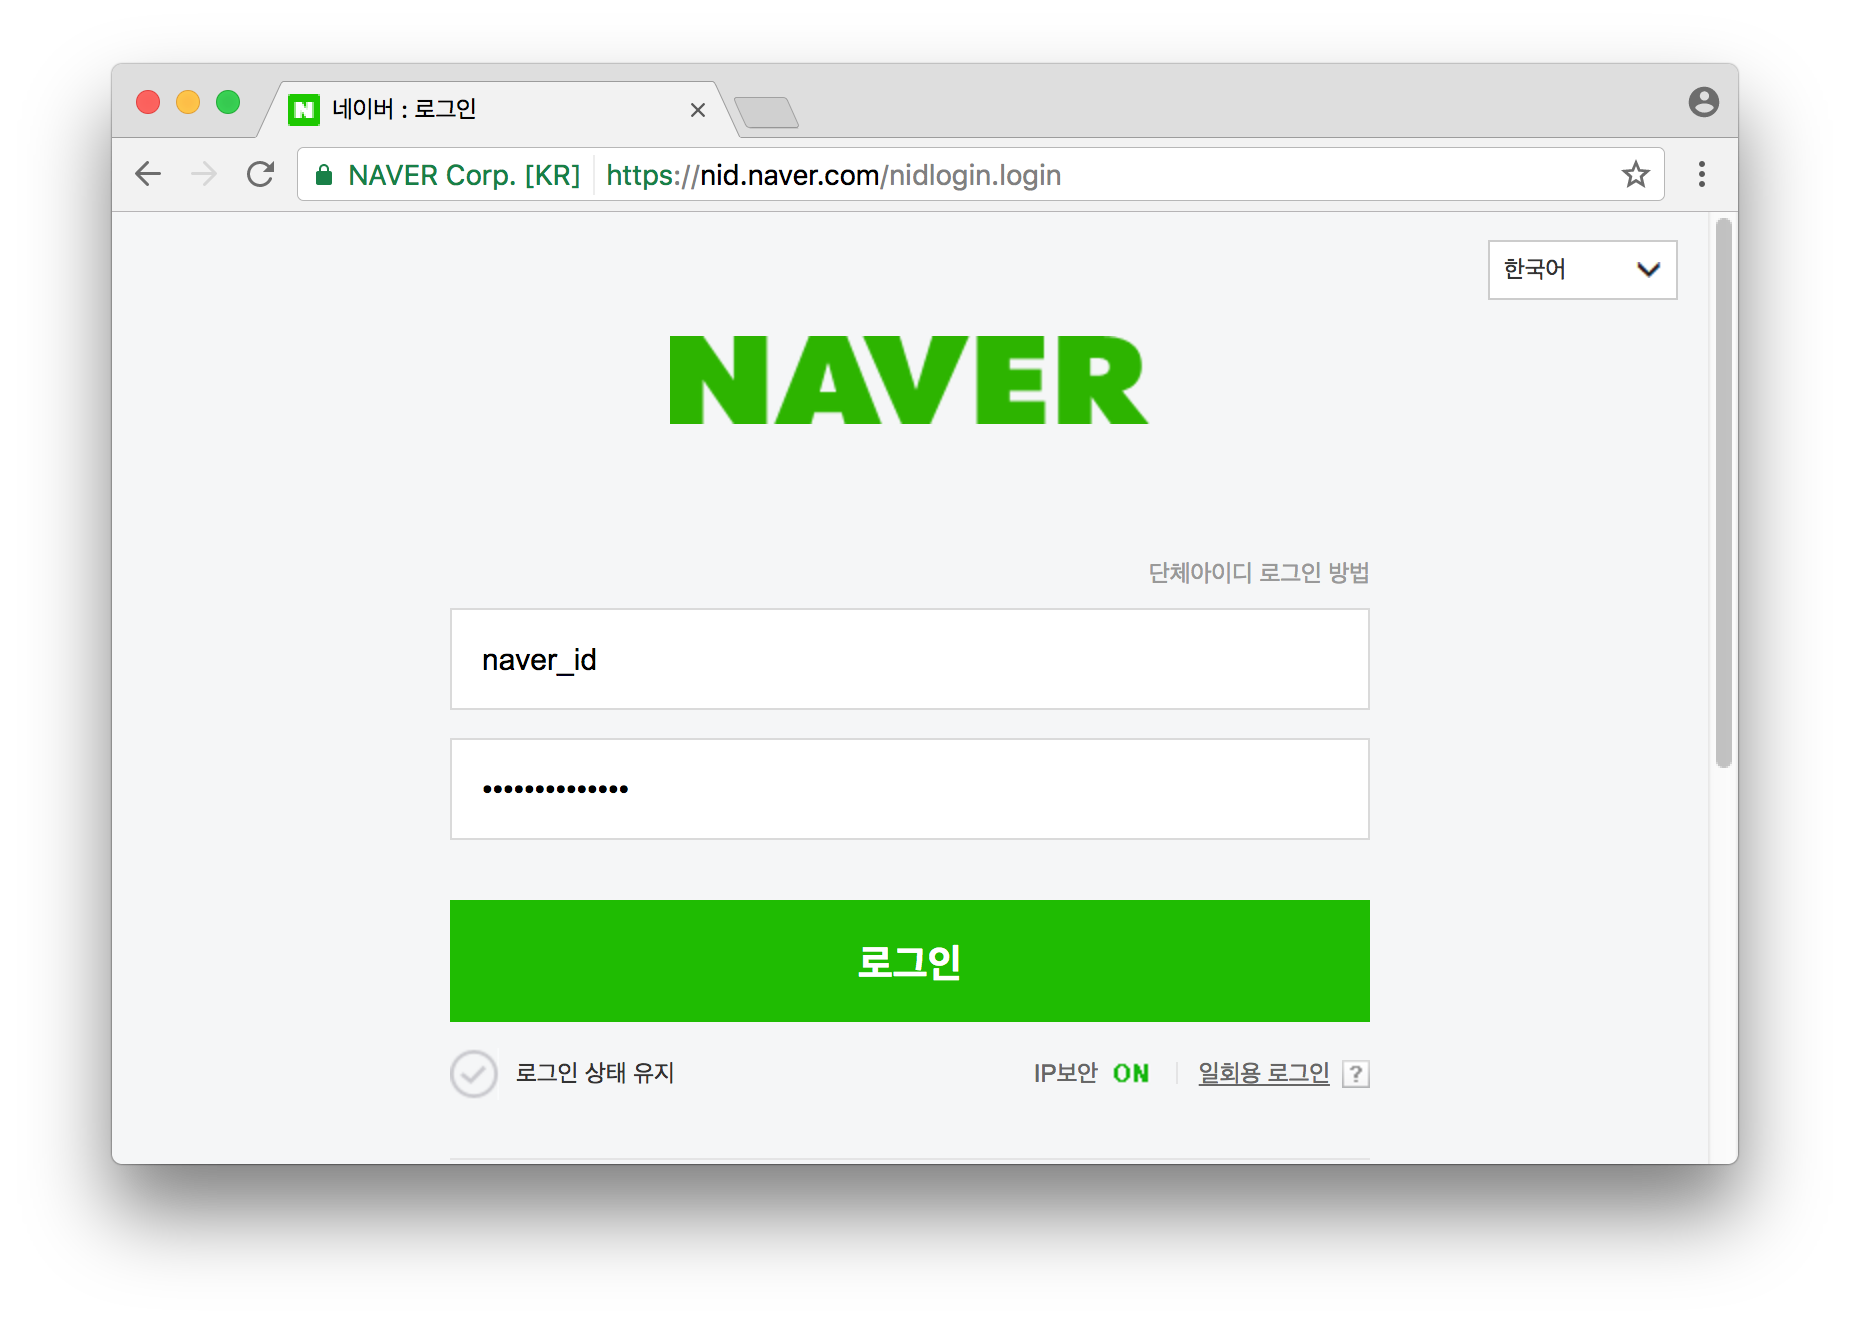 네이버 : 로그인
NAVER Corp. [KR] https://nid.naver.com/nidlogin.login
한국어
NAVER
단체아이디 로그인 방법
naver_id
••••••••••••••
로그인
로그인 상태 유지 IP보안 ON 일회용 로그인 ?